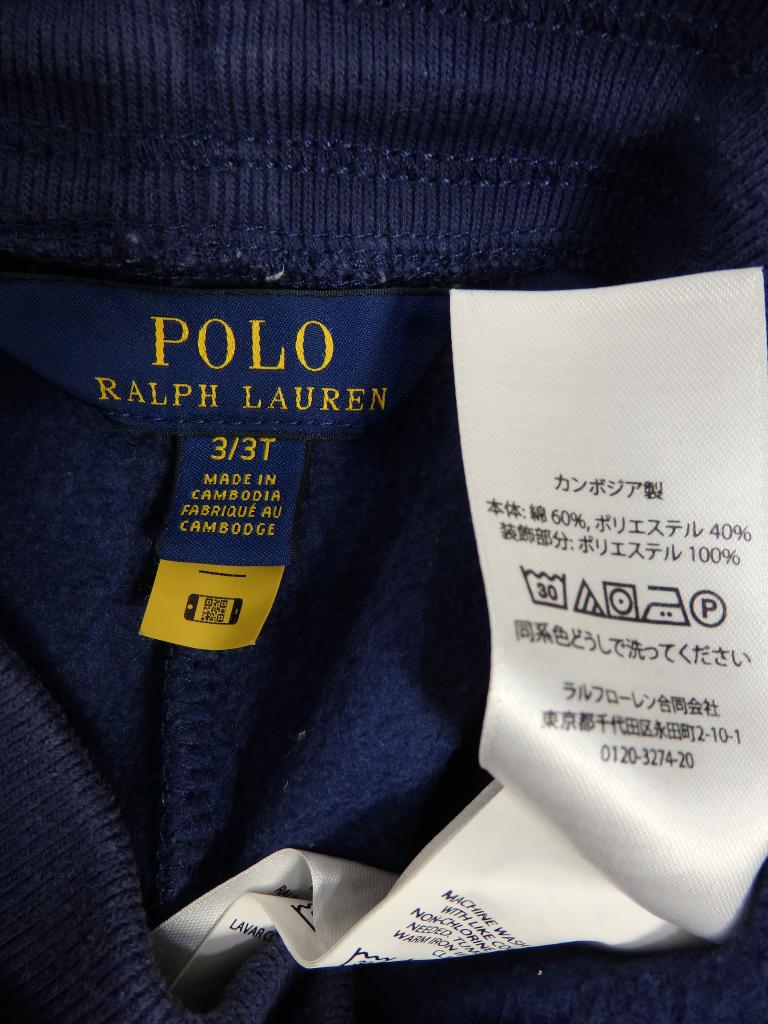 POLO
RALPH LAUREN
3/3T
MADE IN
CAMBODIA
FABRIQUÉ AU
CAMBODGE
カンボジア製
本体: 綿 60%, ポリエステル 40%
装飾部分: ポリエステル 100%
30
P
同系色どうしで洗ってください
ラルフローレン合同会社
東京都千代田区永田町2-10-1
0120-3274-20
MACHINE WASH
WITH LIKE
NON-CHLORINE
NEEDED, TUM
WARM IRON
LAVAR